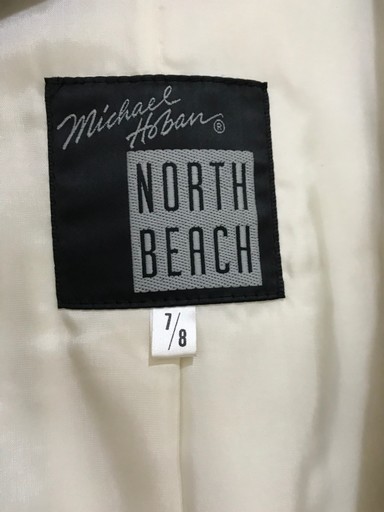 Michael
Hoban ®
NORTH
BEACH
7/8